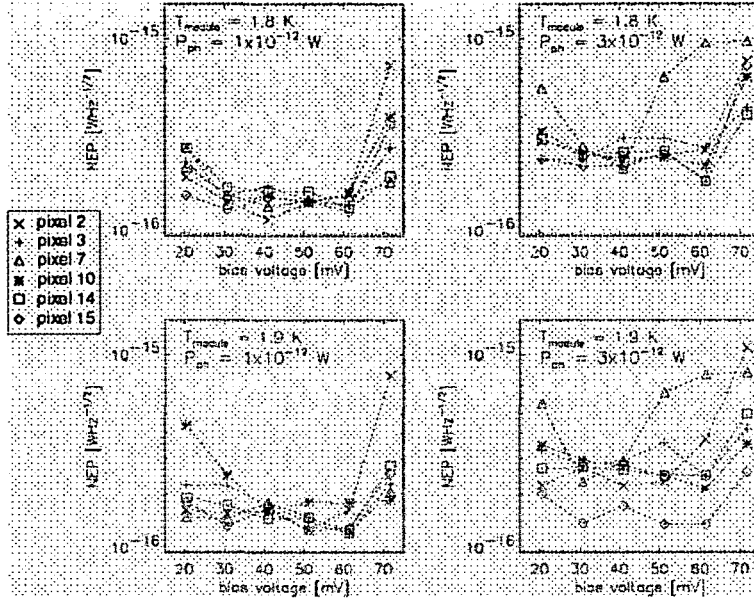 T_module = 1.8 K
P_ph = 1x10^-12 W
10^-15
NEP [WHz^-1/2]
10^-16
20 30 40 50 60 70
bias voltage [mV]
T_module = 1.8 K
P_ph = 3x10^-12 W
10^-15
NEP [WHz^-1/2]
10^-16
20 30 40 50 60 70
bias voltage [mV]
pixel 2
pixel 3
pixel 7
pixel 10
pixel 14
pixel 15
T_module = 1.9 K
P_ph = 1x10^-12 W
10^-15
NEP [WHz^-1/2]
10^-16
20 30 40 50 60 70
bias voltage [mV]
T_module = 1.9 K
P_ph = 3x10^-12 W
10^-15
NEP [WHz^-1/2]
10^-16
20 30 40 50 60 70
bias voltage [mV]